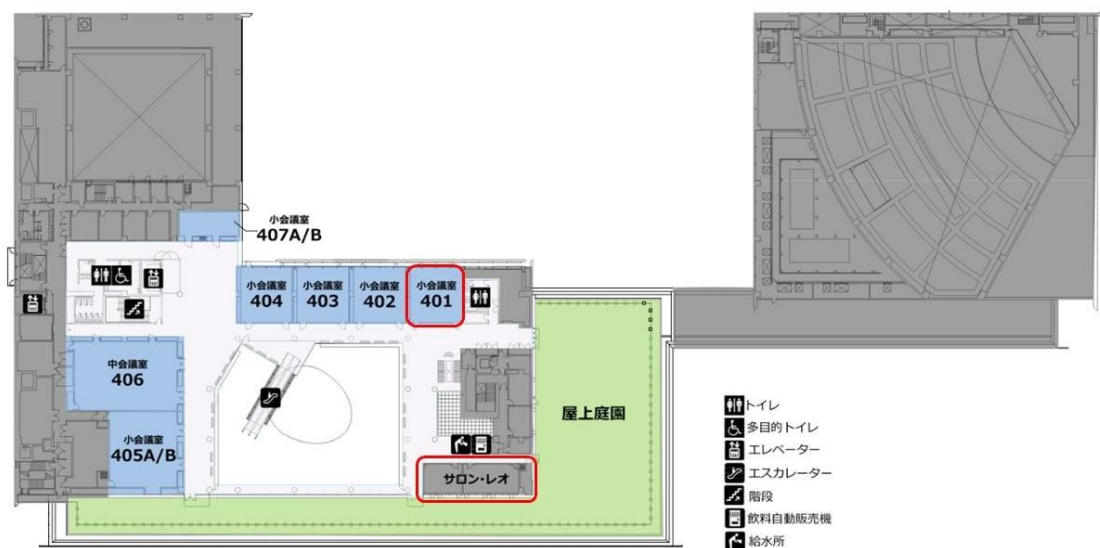 小会議室
407A/B
小会議室
404
小会議室
403
小会議室
402
小会議室
401
中会議室
406
小会議室
405A/B
屋上庭園
サロン・レオ
トイレ
多目的トイレ
エレベーター
エスカレーター
階段
飲料自動販売機
給水所